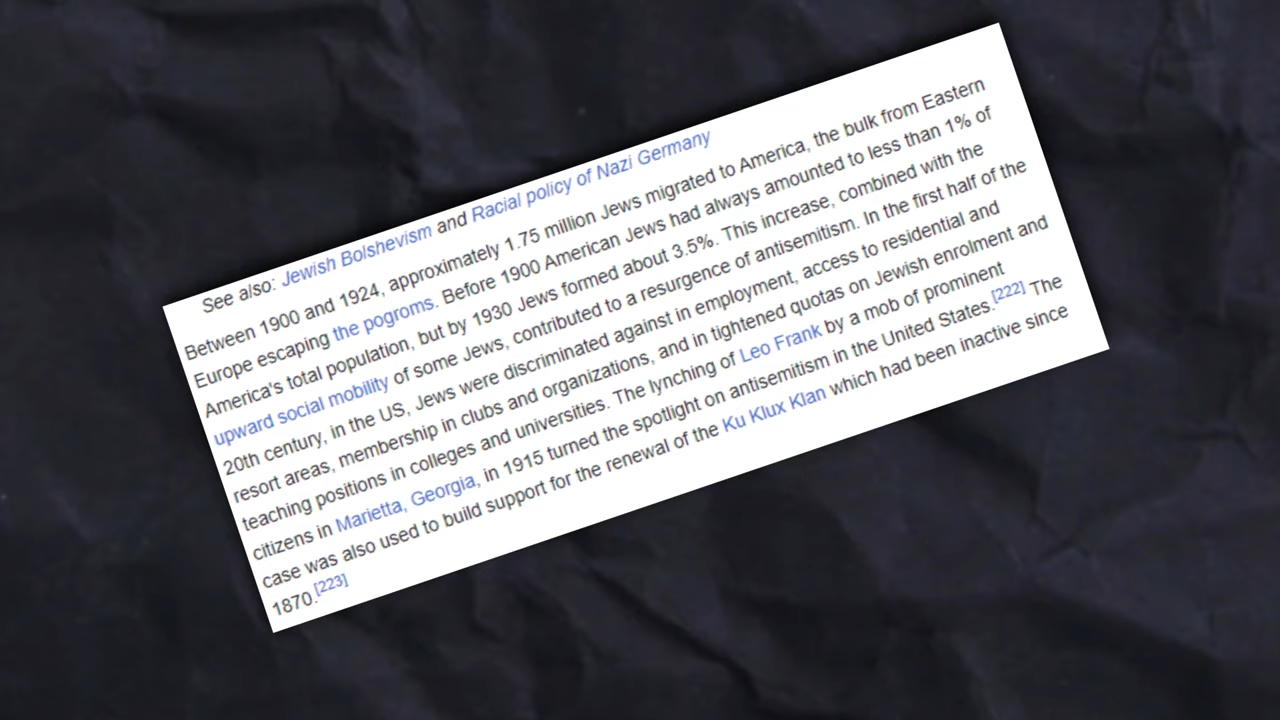 See also: Jewish Bolshevism and Racial policy of Nazi Germany
Between 1900 and 1924, approximately 1.75 million Jews migrated to America, the bulk from Eastern
Europe escaping the pogroms. Before 1900 American Jews had always amounted to less than 1% of
America's total population, but by 1930 Jews formed about 3.5%. This increase, combined with the
upward social mobility of some Jews, contributed to a resurgence of antisemitism. In the first half of the
20th century, in the US, Jews were discriminated against in employment, access to residential and
resort areas, membership in clubs and organizations, and in tightened quotas on Jewish enrolment and
teaching positions in colleges and universities. The lynching of Leo Frank by a mob of prominent
citizens in Marietta, Georgia, in 1915 turned the spotlight on antisemitism in the United States.[222] The
case was also used to build support for the renewal of the Ku Klux Klan which had been inactive since
1870.[223]